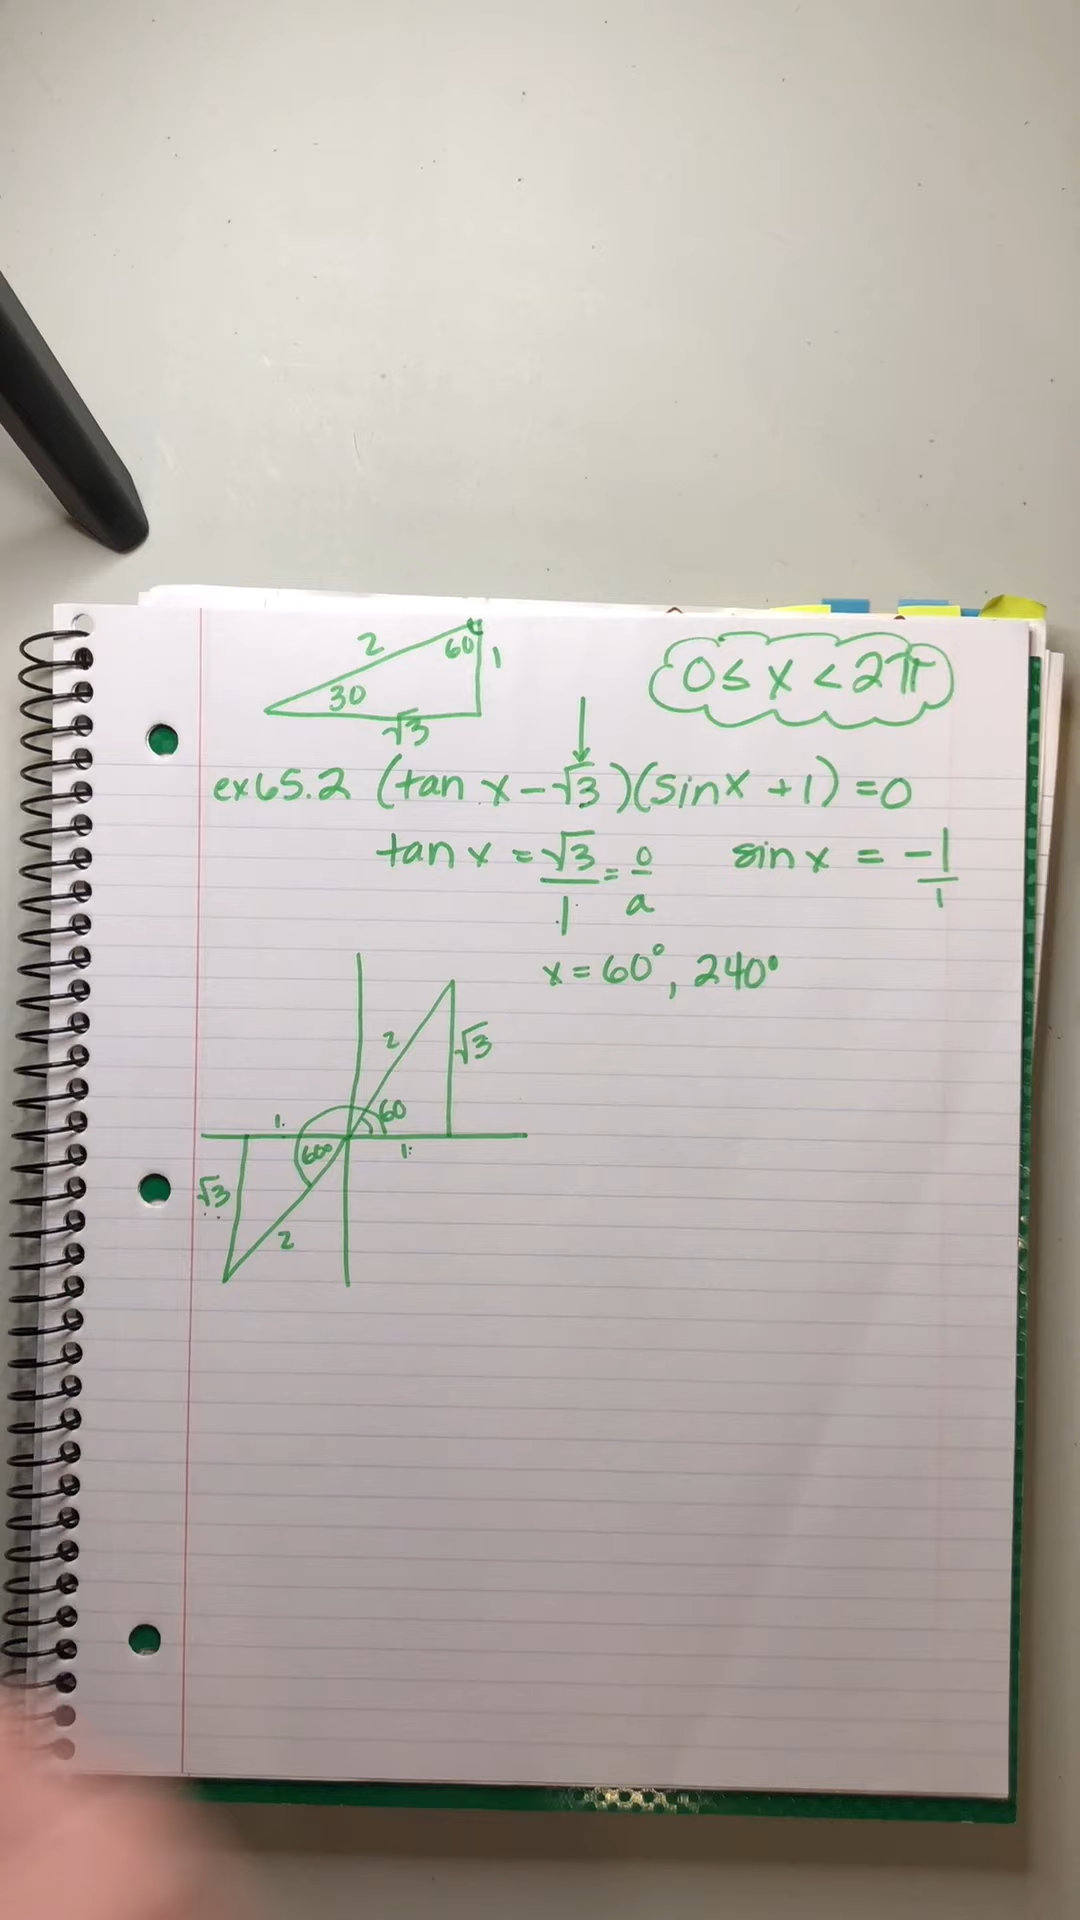 2 60 1
30
√3
0 ≤ x < 2π
ex 65.2 (tan x - √3)(sin x + 1) = 0
tan x = √3/1 = o/a sin x = -1/1
x = 60°, 240°
2 √3
1 60
60° 1
√3
2